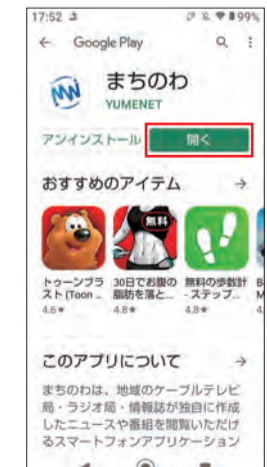 17:52
99%
← Google Play
まちのわ
YUMENET
アンインストール
開く
おすすめのアイテム →
無料
トゥーンブラスト (Toon ..
4.6★
30日でお腹の脂肪を落と...
4.8★
無料の歩数計 - ステップ...
4.8★
このアプリについて →
まちのわは、地域のケーブルテレビ
局・ラジオ局・情報誌が独自に作成
したニュースや番組を閲覧いただけ
るスマートフォンアプリケーション